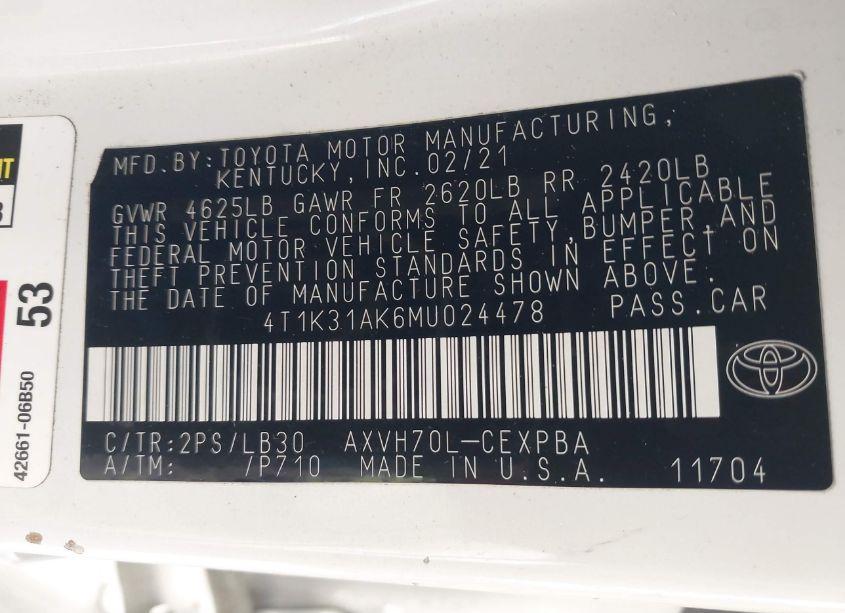 MFD.BY:TOYOTA MOTOR MANUFACTURING,
KENTUCKY,INC.02/21
GVWR 4625LB GAWR FR 2620LB RR 2420LB
THIS VEHICLE CONFORMS TO ALL APPLICABLE
FEDERAL MOTOR VEHICLE SAFETY,BUMPER,AND
THEFT PREVENTION STANDARDS IN EFFECT ON
THE DATE OF MANUFACTURE SHOWN ABOVE.
4T1K31AK6MU024478 PASS.CAR
C/TR:2PS/LB30 AXVH70L-CEXPBA
A/TM: /P710 MADE IN U.S.A. 11704
53
42661-06B50